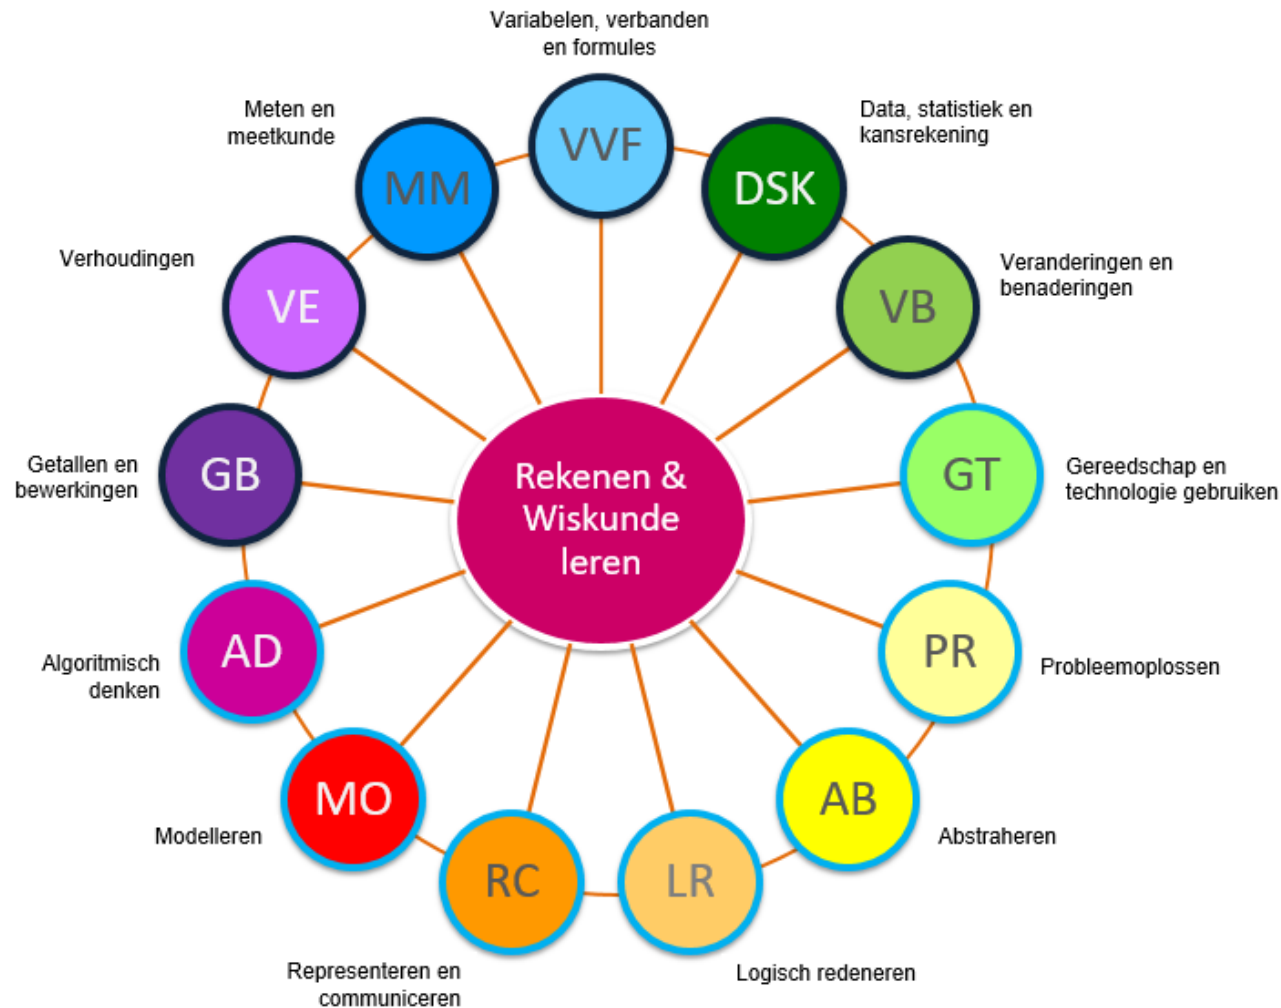 Variabelen, verbanden
en formules
VVF
Meten en
meetkunde
MM
Data, statistiek en
kansrekening
DSK
Verhoudingen
VE
Veranderingen en
benaderingen
VB
Getallen en
bewerkingen
GB
Rekenen &
Wiskunde
leren
GT
Gereedschap en
technologie gebruiken
AD
Algoritmisch
denken
PR
Probleemoplossen
MO
Modelleren
AB
Abstraheren
RC
Representeren en
communiceren
LR
Logisch redeneren